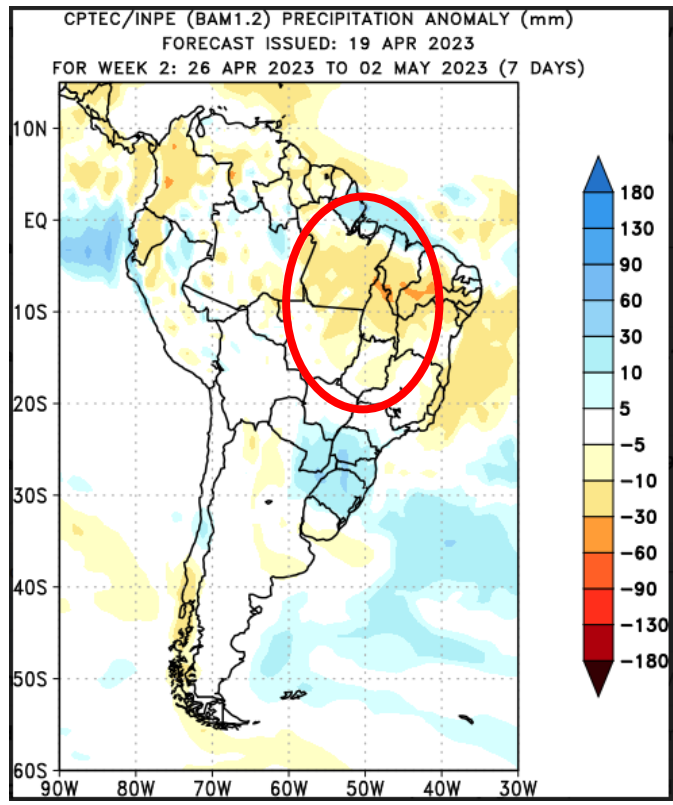 CPTEC/INPE (BAM1.2) PRECIPITATION ANOMALY (mm)
FORECAST ISSUED: 19 APR 2023
FOR WEEK 2: 26 APR 2023 TO 02 MAY 2023 (7 DAYS)
10N
EQ
10S
20S
30S
40S
50S
60S
90W 80W 70W 60W 50W 40W 30W
180
130
90
60
30
10
5
-5
-10
-30
-60
-90
-130
-180